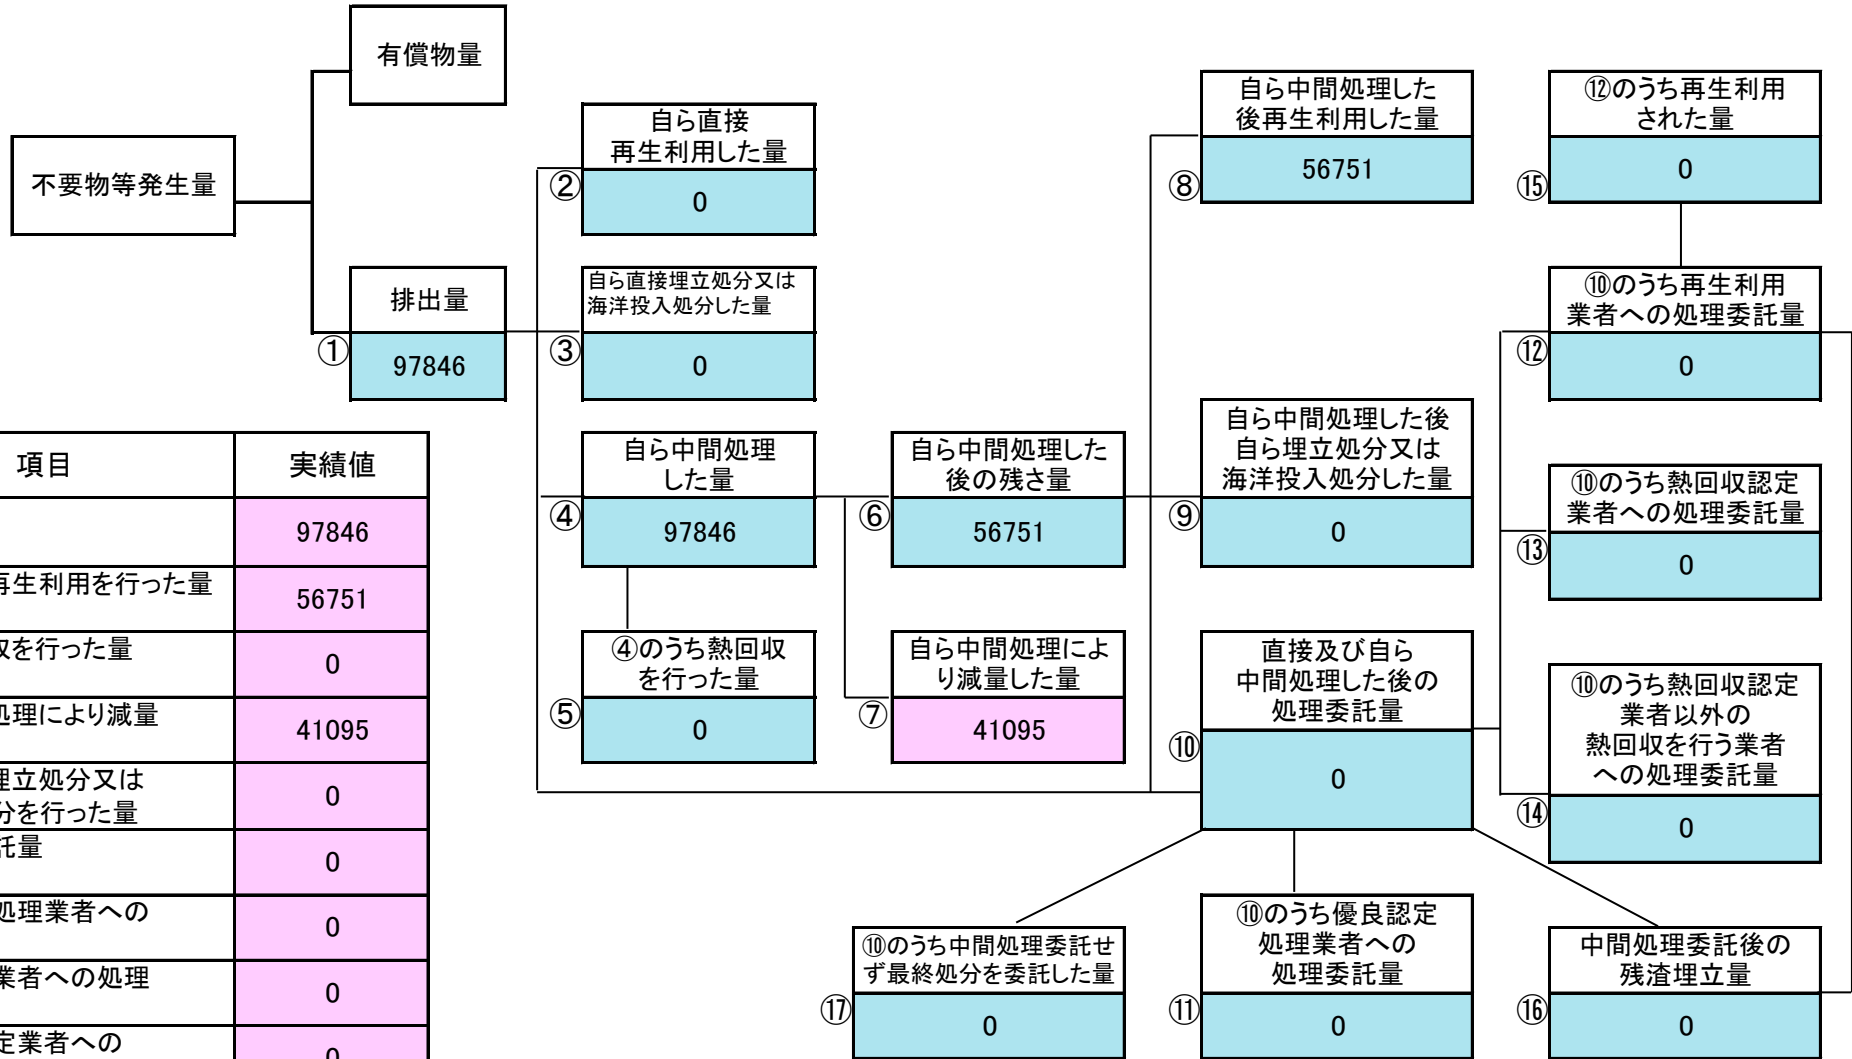 有償物量
不要物等発生量
排出量
①
97846
自ら直接
再生利用した量
②
0
自ら直接埋立処分又は
海洋投入処分した量
③
0
自ら中間処理
した量
④
97846
④のうち熱回収
を行った量
⑤
0
自ら中間処理した
後の残さ量
⑥
56751
自ら中間処理によ
り減量した量
⑦
41095
自ら中間処理した
後再生利用した量
⑧
56751
自ら中間処理した後
自ら埋立処分又は
海洋投入処分した量
⑨
0
直接及び自ら
中間処理した後の
処理委託量
⑩
0
⑩のうち優良認定
処理業者への
処理委託量
⑪
0
⑫のうち再生利用
された量
⑮
0
⑩のうち再生利用
業者への処理委託量
⑫
0
⑩のうち熱回収認定
業者への処理委託量
⑬
0
⑩のうち熱回収認定
業者以外の
熱回収を行う業者
への処理委託量
⑭
0
中間処理委託後の
残渣埋立量
⑯
0
⑩のうち中間処理委託せ
ず最終処分を委託した量
⑰
0
項目 実績値
97846
再生利用を行った量
56751
を行った量
0
処理により減量
41095
埋立処分又は
分を行った量
0
託量
0
処理業者への
0
業者への処理
0
定業者への
0